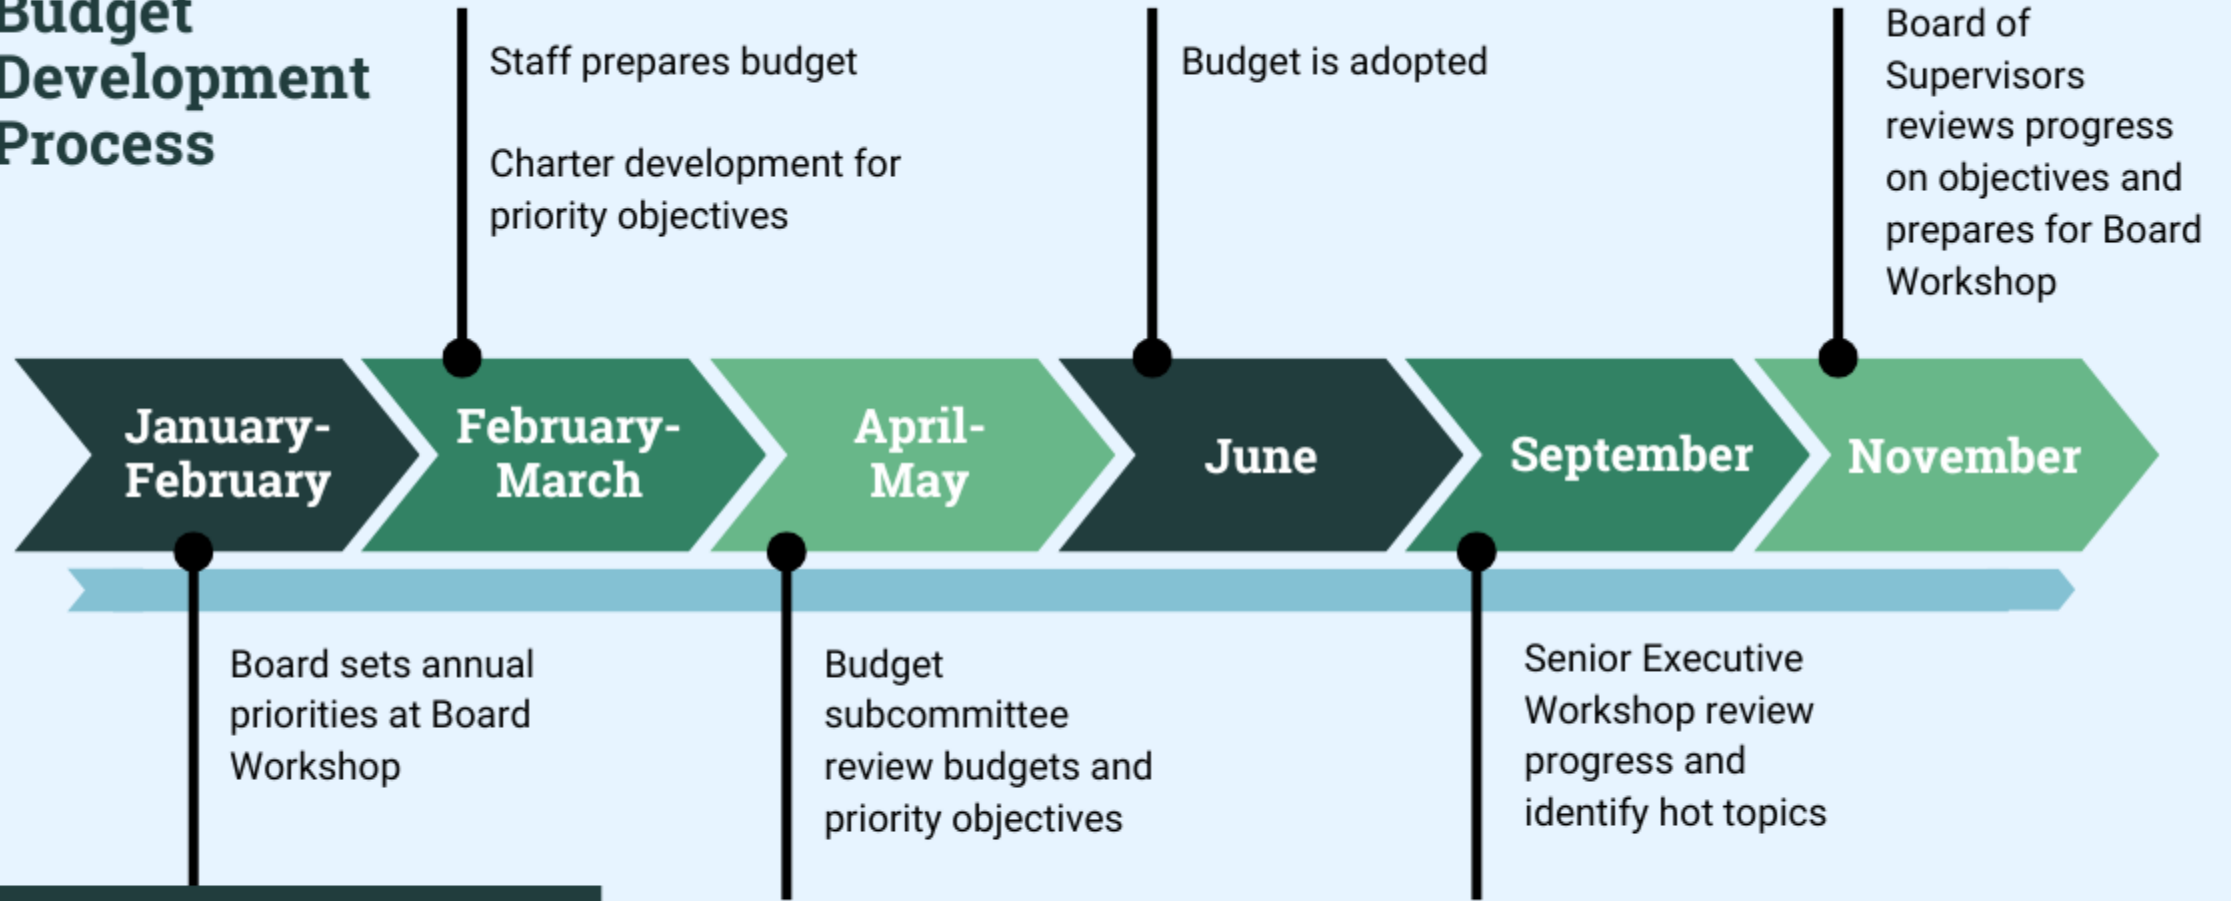 Budget
Development
Process
Staff prepares budget
Charter development for
priority objectives
Budget is adopted
Board of
Supervisors
reviews progress
on objectives and
prepares for Board
Workshop
January-
February
February-
March
April-
May
June
September
November
Board sets annual
priorities at Board
Workshop
Budget
subcommittee
review budgets and
priority objectives
Senior Executive
Workshop review
progress and
identify hot topics